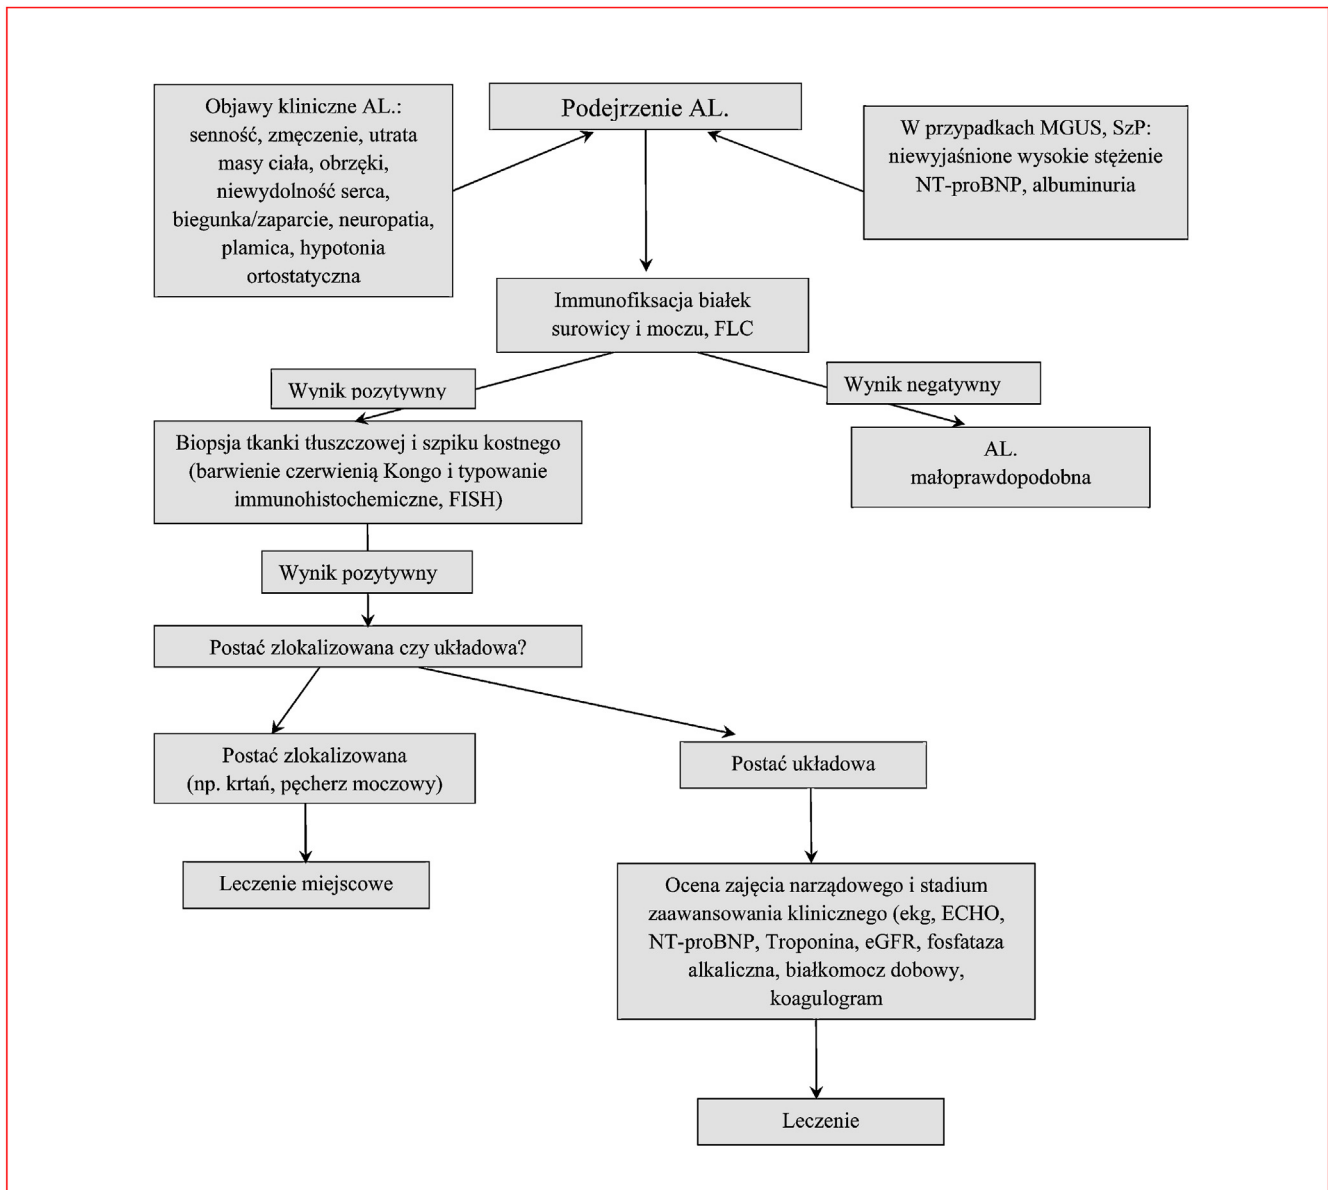 Objawy kliniczne AL.:
senność, zmęczenie, utrata
masy ciała, obrzęki,
niewydolność serca,
biegunka/zaparcie, neuropatia,
plamica, hypotonia
ortostatyczna
Podejrzenie AL.
W przypadkach MGUS, SzP:
niewyjaśnione wysokie stężenie
NT-proBNP, albuminuria
Immunofiksacja białek
surowicy i moczu, FLC
Wynik pozytywny
Wynik negatywny
Biopsja tkanki tłuszczowej i szpiku kostnego
(barwienie czerwienią Kongo i typowanie
immunohistochemiczne, FISH)
AL.
małoprawdopodobna
Wynik pozytywny
Postać zlokalizowana czy układowa?
Postać zlokalizowana
(np. krtań, pęcherz moczowy)
Postać układowa
Leczenie miejscowe
Ocena zajęcia narządowego i stadium
zaawansowania klinicznego (ekg, ECHO,
NT-proBNP, Troponina, eGFR, fosfataza
alkaliczna, białkomocz dobowy,
koagulogram
Leczenie